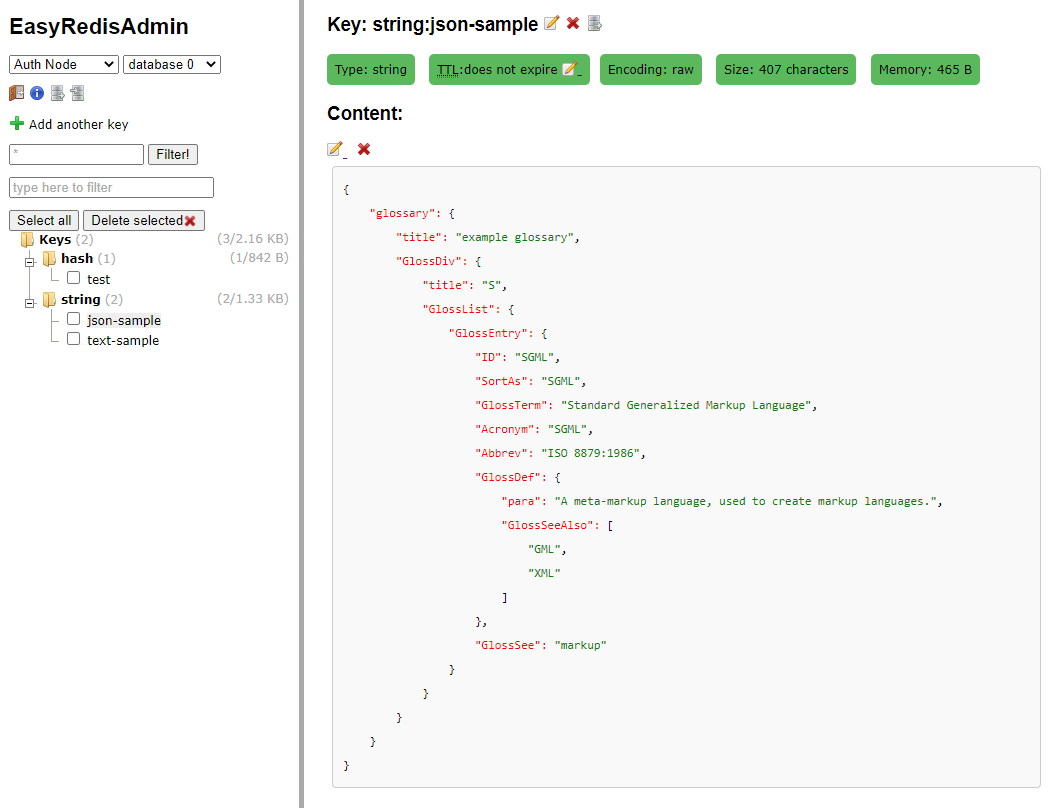 EasyRedisAdmin
Auth Node database 0
Add another key
* Filter!
type here to filter
Select all Delete selected
Keys (2) (3/2.16 KB)
hash (1) (1/842 B)
test
string (2) (2/1.33 KB)
json-sample
text-sample
Key: string:json-sample
Type: string TTL:does not expire Encoding: raw Size: 407 characters Memory: 465 B
Content:
{
"glossary": {
"title": "example glossary",
"GlossDiv": {
"title": "S",
"GlossList": {
"GlossEntry": {
"ID": "SGML",
"SortAs": "SGML",
"GlossTerm": "Standard Generalized Markup Language",
"Acronym": "SGML",
"Abbrev": "ISO 8879:1986",
"GlossDef": {
"para": "A meta-markup language, used to create markup languages.",
"GlossSeeAlso": [
"GML",
"XML"
]
},
"GlossSee": "markup"
}
}
}
}
}